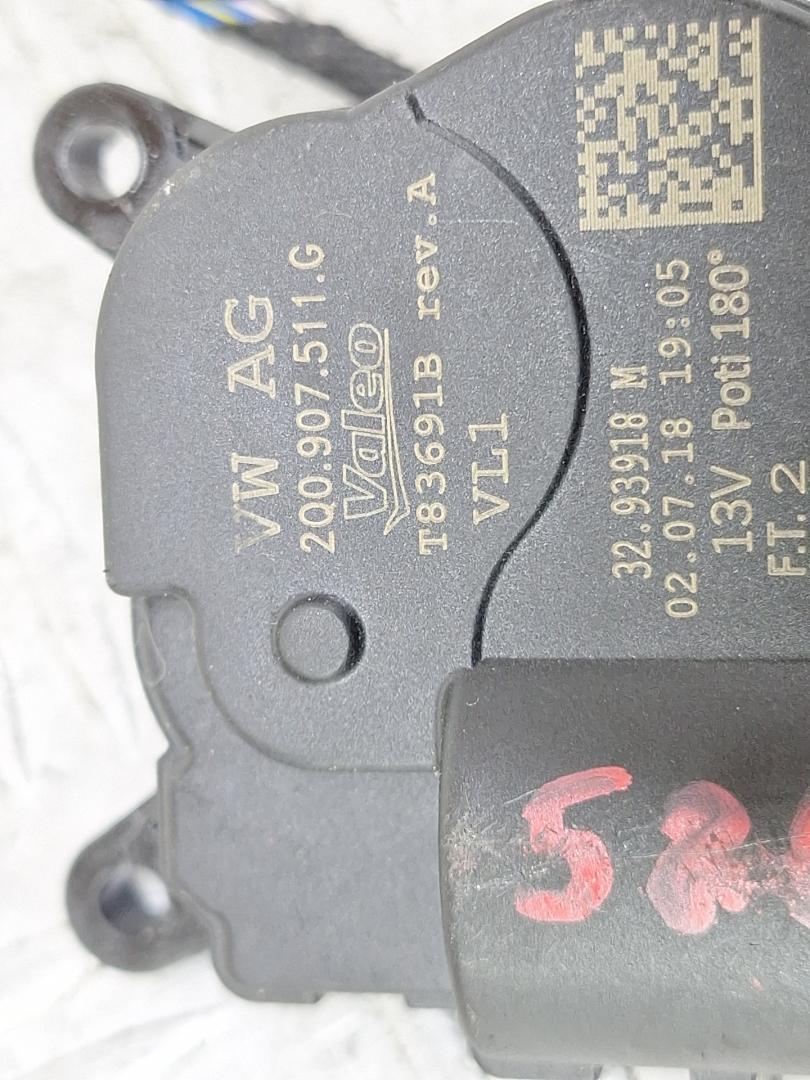 VW AG
2Q0.907.511.G
Valeo
T83691B rev.A
VL1
32.93918 M
02.07.18 19:05
13V Poti 180°
F.T. 2